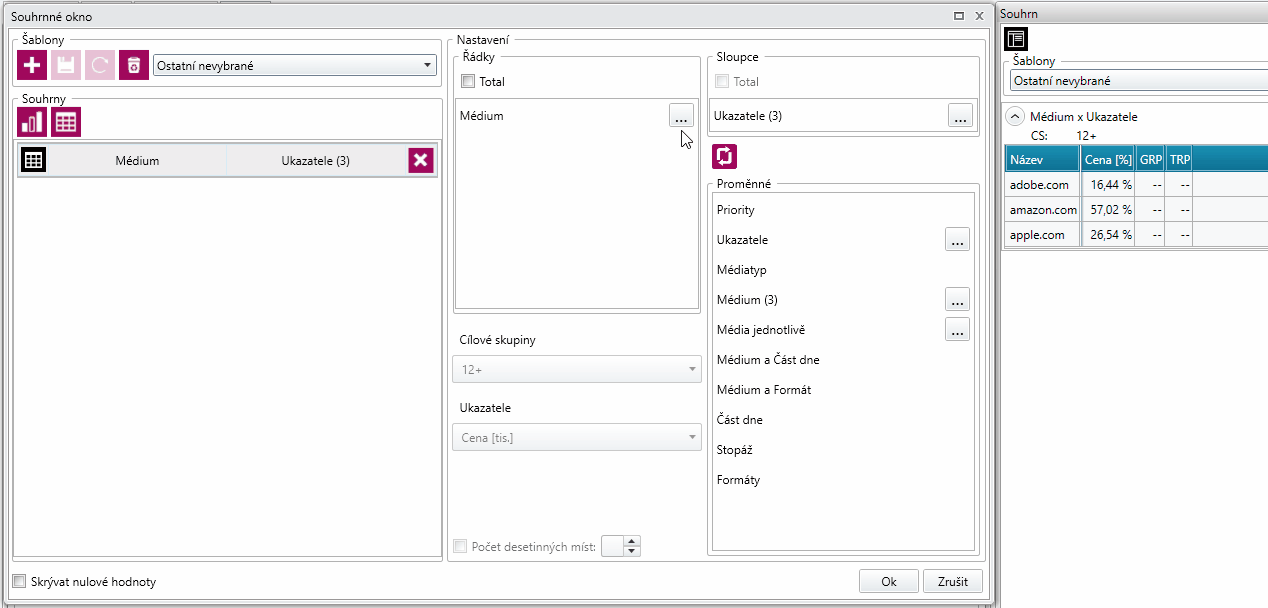 Souhrnné okno
Šablony
Ostatní nevybrané
Souhrny
Médium
Ukazatele (3)
Skrývat nulové hodnoty
Nastavení
Řádky
Total
Médium
...
Cílové skupiny
12+
Ukazatele
Cena [tis.]
Počet desetinných míst:
Sloupce
Total
Ukazatele (3)
...
Proměnné
Priority
Ukazatele
...
Médiatyp
Médium (3)
...
Média jednotlivě
...
Médium a Část dne
Médium a Formát
Část dne
Stopáž
Formáty
Ok
Zrušit
Souhrn
Šablony
Ostatní nevybrané
Médium x Ukazatele
CS: 12+
Název Cena [%] GRP TRP
adobe.com 16,44 % -- --
amazon.com 57,02 % -- --
apple.com 26,54 % -- --